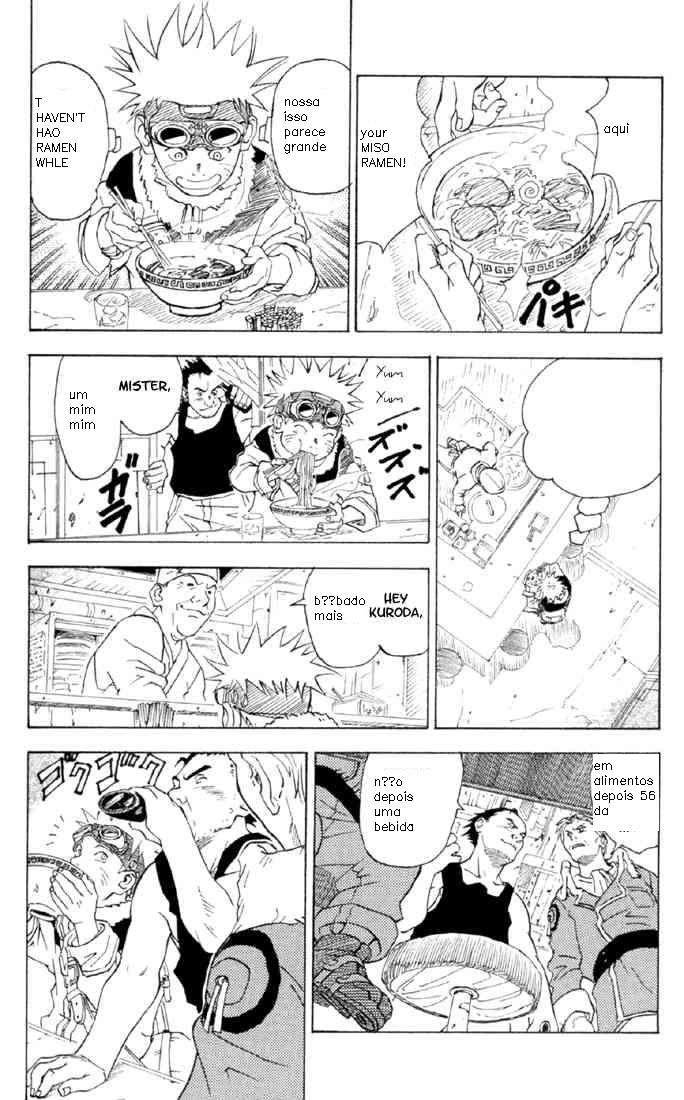 T
HAVEN'T
HAO
RAMEN
WHLE
nossa
isso
parece
grande
your
MISO
RAMEN!
aqui
パキ
um
mim
mim
MISTER,
Yum
Yum
ズズズ
ガラ
b??bado
mais
HEY
KURODA,
ゴクゴクッ
n??o
depois
uma
bebida
em
alimentos
depois 56
da